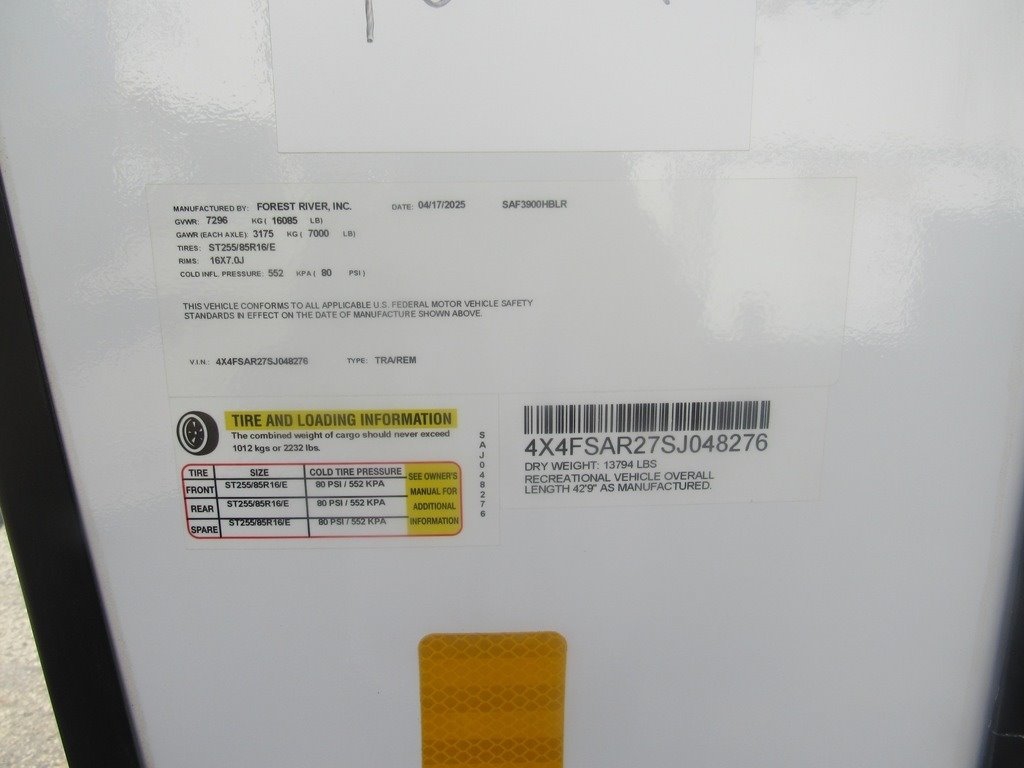 MANUFACTURED BY: FOREST RIVER, INC. DATE: 04/17/2025 SAF3900HBLR
GVWR: 7296 KG ( 16085 LB)
GAWR (EACH AXLE): 3175 KG ( 7000 LB)
TIRES: ST255/85R16/E
RIMS: 16X7.0J
COLD INFL. PRESSURE: 552 KPA ( 80 PSI )
THIS VEHICLE CONFORMS TO ALL APPLICABLE U.S. FEDERAL MOTOR VEHICLE SAFETY
STANDARDS IN EFFECT ON THE DATE OF MANUFACTURE SHOWN ABOVE.
V.I.N.: 4X4FSAR27SJ048276 TYPE: TRA/REM
TIRE AND LOADING INFORMATION
The combined weight of cargo should never exceed
1012 kgs or 2232 lbs.
TIRE SIZE COLD TIRE PRESSURE SEE OWNER'S MANUAL FOR ADDITIONAL INFORMATION
FRONT ST255/85R16/E 80 PSI / 552 KPA
REAR ST255/85R16/E 80 PSI / 552 KPA
SPARE ST255/85R16/E 80 PSI / 552 KPA
SAJ048276
4X4FSAR27SJ048276
DRY WEIGHT: 13794 LBS
RECREATIONAL VEHICLE OVERALL
LENGTH 42'9" AS MANUFACTURED.